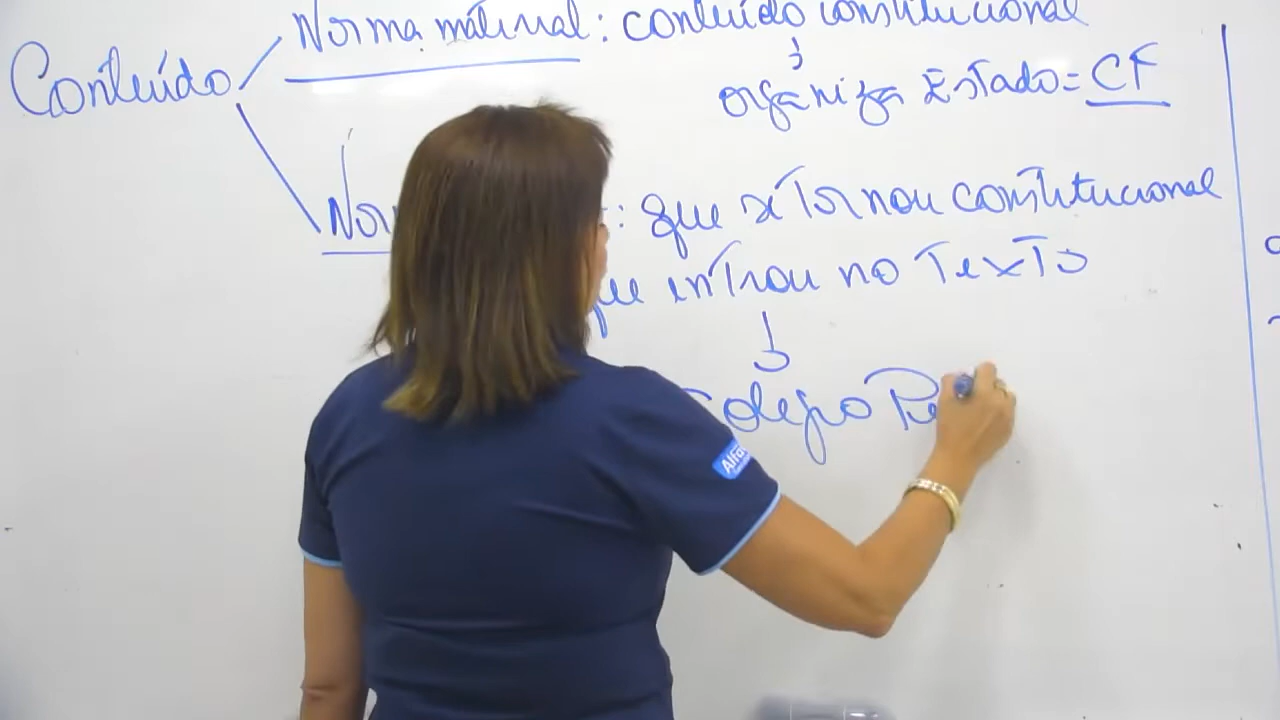 Norma material: conteúdo constitucional
Conteúdo
organiza Estado = CF
: que se tornou constitucional
que entrou no Texto
Colégio